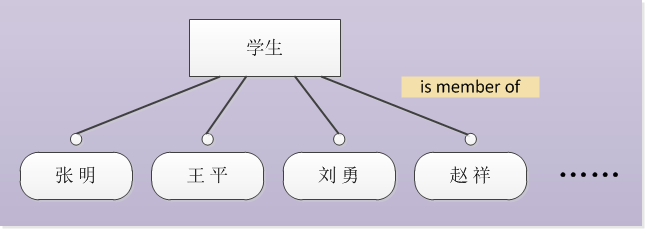 学生
is member of
张 明
王 平
刘 勇
赵 祥
……